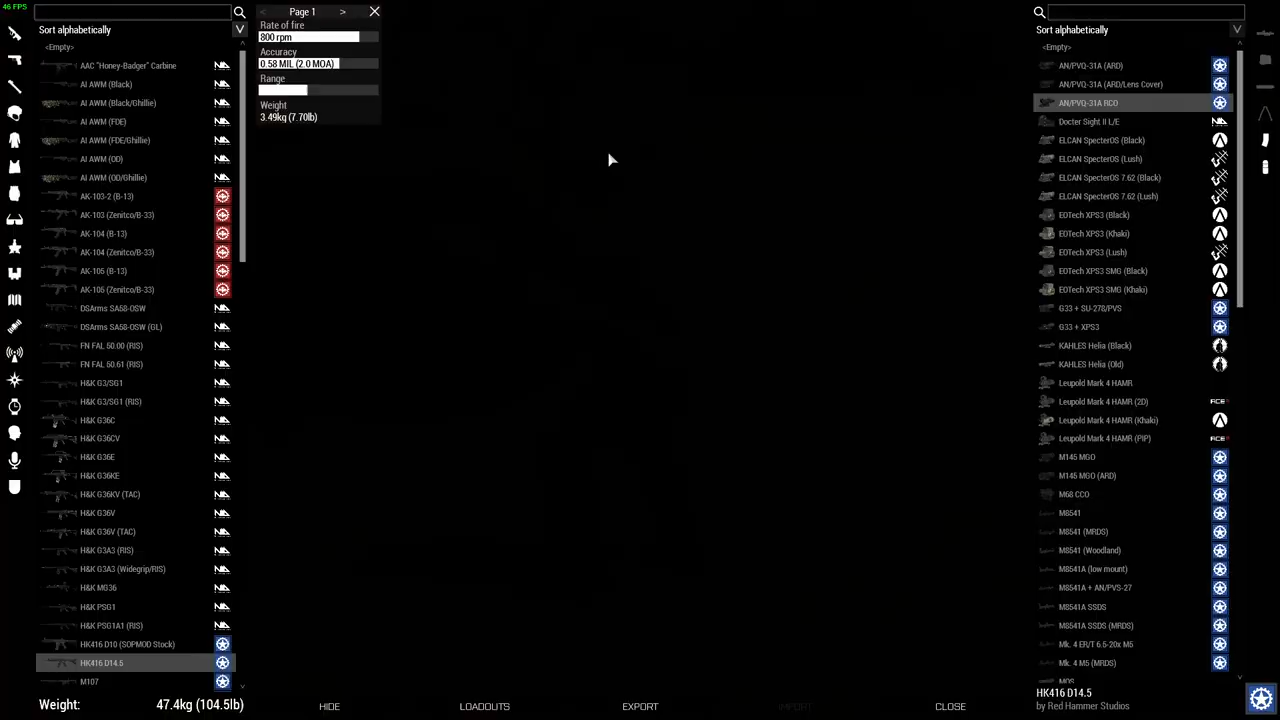 46 FPS
Sort alphabetically
<Empty>
AAC "Honey-Badger" Carbine
AI AWM (Black)
AI AWM (Black/Ghillie)
AI AWM (FDE)
AI AWM (FDE/Ghillie)
AI AWM (OD)
AI AWM (OD/Ghillie)
AK-103-2 (B-13)
AK-103 (Zenitco/B-33)
AK-104 (B-13)
AK-104 (Zenitco/B-33)
AK-105 (B-13)
AK-105 (Zenitco/B-33)
DSArms SA58-OSW
DSArms SA58-OSW (GL)
FN FAL 50.00 (RIS)
FN FAL 50.61 (RIS)
H&K G3/SG1
H&K G3/SG1 (RIS)
H&K G36C
H&K G36CV
H&K G36E
H&K G36KE
H&K G36KV (TAC)
H&K G36V
H&K G36V (TAC)
H&K G3A3 (RIS)
H&K G3A3 (Widegrip/RIS)
H&K MG36
H&K PSG1
H&K PSG1A1 (RIS)
HK416 D10 (SOPMOD Stock)
HK416 D14.5
M107
Weight: 47.4kg (104.5lb)
< Page 1 >
Rate of fire
800 rpm
Accuracy
0.58 MIL (2.0 MOA)
Range
Weight
3.49kg (7.70lb)
HIDE
LOADOUTS
EXPORT
IMPORT
CLOSE
Sort alphabetically
<Empty>
AN/PVQ-31A (ARD)
AN/PVQ-31A (ARD/Lens Cover)
AN/PVQ-31A RCO
Docter Sight II L/E
ELCAN SpecterOS (Black)
ELCAN SpecterOS (Lush)
ELCAN SpecterOS 7.62 (Black)
ELCAN SpecterOS 7.62 (Lush)
EOTech XPS3 (Black)
EOTech XPS3 (Khaki)
EOTech XPS3 (Lush)
EOTech XPS3 SMG (Black)
EOTech XPS3 SMG (Khaki)
G33 + SU-278/PVS
G33 + XPS3
KAHLES Helia (Black)
KAHLES Helia (Old)
Leupold Mark 4 HAMR
Leupold Mark 4 HAMR (2D)
ACE
Leupold Mark 4 HAMR (Khaki)
Leupold Mark 4 HAMR (PIP)
ACE
M145 MGO
M145 MGO (ARD)
M68 CCO
M8541
M8541 (MRDS)
M8541 (Woodland)
M8541A (low mount)
M8541A + AN/PVS-27
M8541A SSDS
M8541A SSDS (MRDS)
Mk. 4 ER/T 6.5-20x M5
Mk. 4 M5 (MRDS)
MOS
HK416 D14.5
by Red Hammer Studios